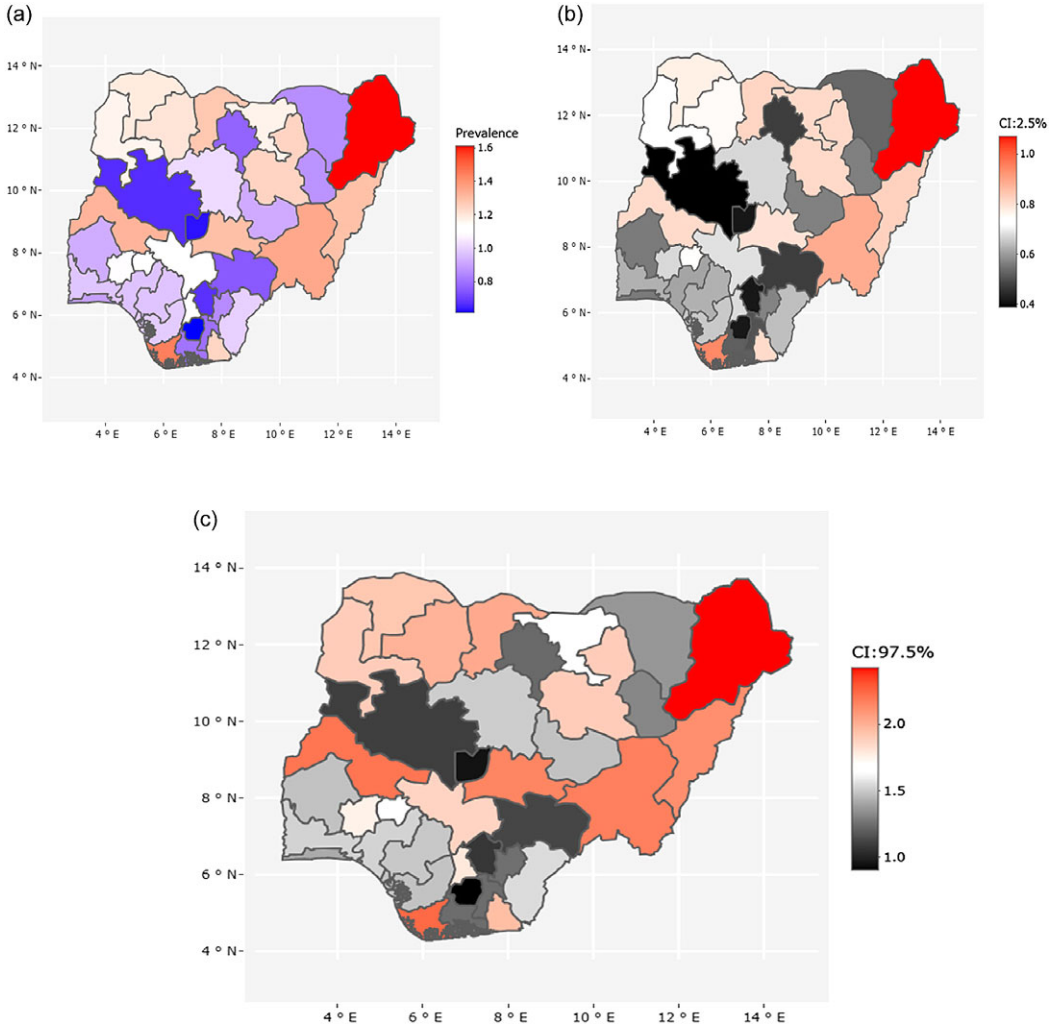 (a)
14 ° N
12 ° N
10 ° N
8 ° N
6 ° N
4 ° N
4 ° E 6 ° E 8 ° E 10 ° E 12 ° E 14 ° E
Prevalence
1.6
1.4
1.2
1.0
0.8
(b)
14 ° N
12 ° N
10 ° N
8 ° N
6 ° N
4 ° N
4 ° E 6 ° E 8 ° E 10 ° E 12 ° E 14 ° E
CI:2.5%
1.0
0.8
0.6
0.4
(c)
14 ° N
12 ° N
10 ° N
8 ° N
6 ° N
4 ° N
4 ° E 6 ° E 8 ° E 10 ° E 12 ° E 14 ° E
CI:97.5%
2.0
1.5
1.0